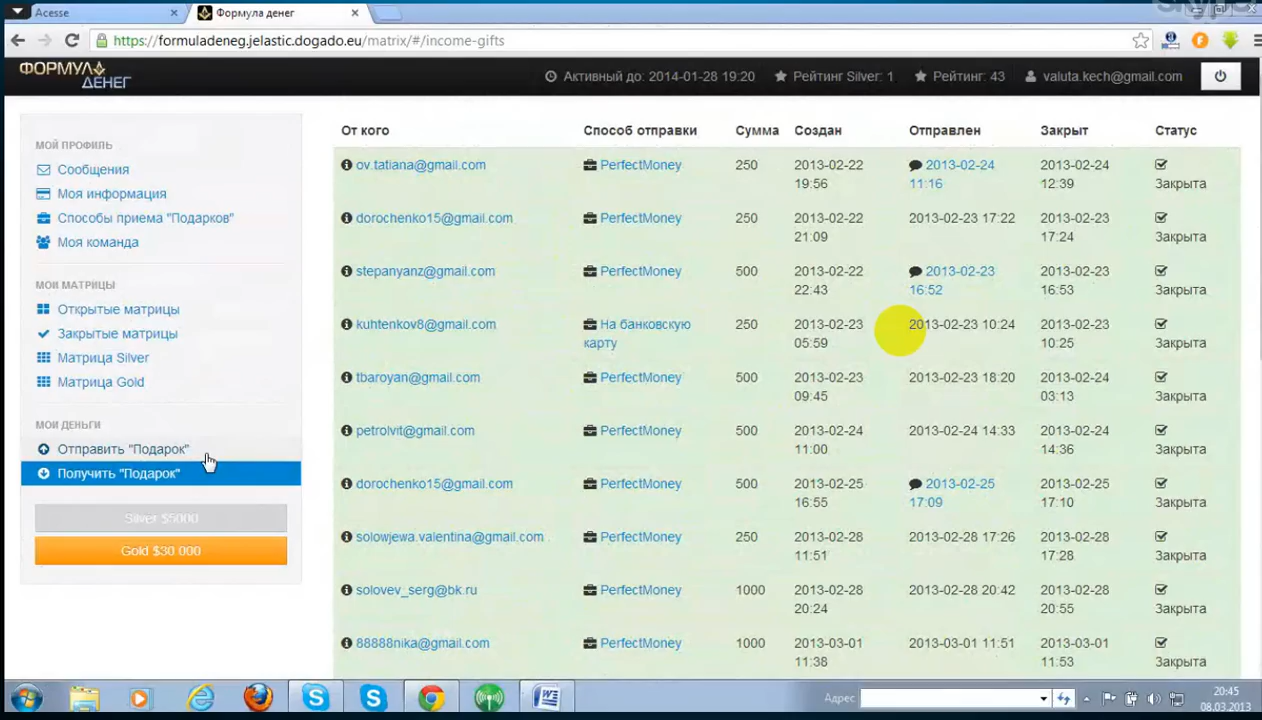 Acesse
Формула денег
https://formuladeneg.jelastic.dogado.eu/matrix/#/income-gifts
ФОРМУЛА
ДЕНЕГ
Активный до: 2014-01-28 19:20 Рейтинг Silver: 1 Рейтинг: 43 valuta.kech@gmail.com
МОЙ ПРОФИЛЬ
Сообщения
Моя информация
Способы приема "Подарков"
Моя команда
МОИ МАТРИЦЫ
Открытые матрицы
Закрытые матрицы
Матрица Silver
Матрица Gold
МОИ ДЕНЬГИ
Отправить "Подарок"
Получить "Подарок"
Silver $5000
Gold $30 000
От кого Способ отправки Сумма Создан Отправлен Закрыт Статус
ov.tatiana@gmail.com PerfectMoney 250 2013-02-22 2013-02-24 2013-02-24
19:56 11:16 12:39 Закрыта
dorochenko15@gmail.com PerfectMoney 250 2013-02-22 2013-02-23 17:22 2013-02-23
21:09 17:24 Закрыта
stepanyanz@gmail.com PerfectMoney 500 2013-02-22 2013-02-23 2013-02-23
22:43 16:52 16:53 Закрыта
kuhtenkov8@gmail.com На банковскую 250 2013-02-23 2013-02-23 10:24 2013-02-23
карту 05:59 10:25 Закрыта
tbaroyan@gmail.com PerfectMoney 500 2013-02-23 2013-02-23 18:20 2013-02-24
09:45 03:13 Закрыта
petrolvit@gmail.com PerfectMoney 500 2013-02-24 2013-02-24 14:33 2013-02-24
11:00 14:36 Закрыта
dorochenko15@gmail.com PerfectMoney 500 2013-02-25 2013-02-25 2013-02-25
16:55 17:09 17:10 Закрыта
solowjewa.valentina@gmail.com PerfectMoney 250 2013-02-28 2013-02-28 17:26 2013-02-28
11:51 17:28 Закрыта
solovev_serg@bk.ru PerfectMoney 1000 2013-02-28 2013-02-28 20:42 2013-02-28
20:24 20:55 Закрыта
88888nika@gmail.com PerfectMoney 1000 2013-03-01 2013-03-01 11:51 2013-03-01
11:38 11:53 Закрыта
Адрес
20:45
08.03.2013